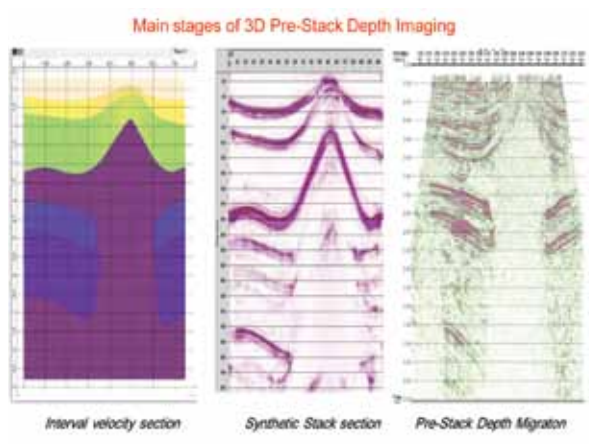 Main stages of 3D Pre-Stack Depth Imaging
Interval velocity section
Synthetic Stack section
Pre-Stack Depth Migraton